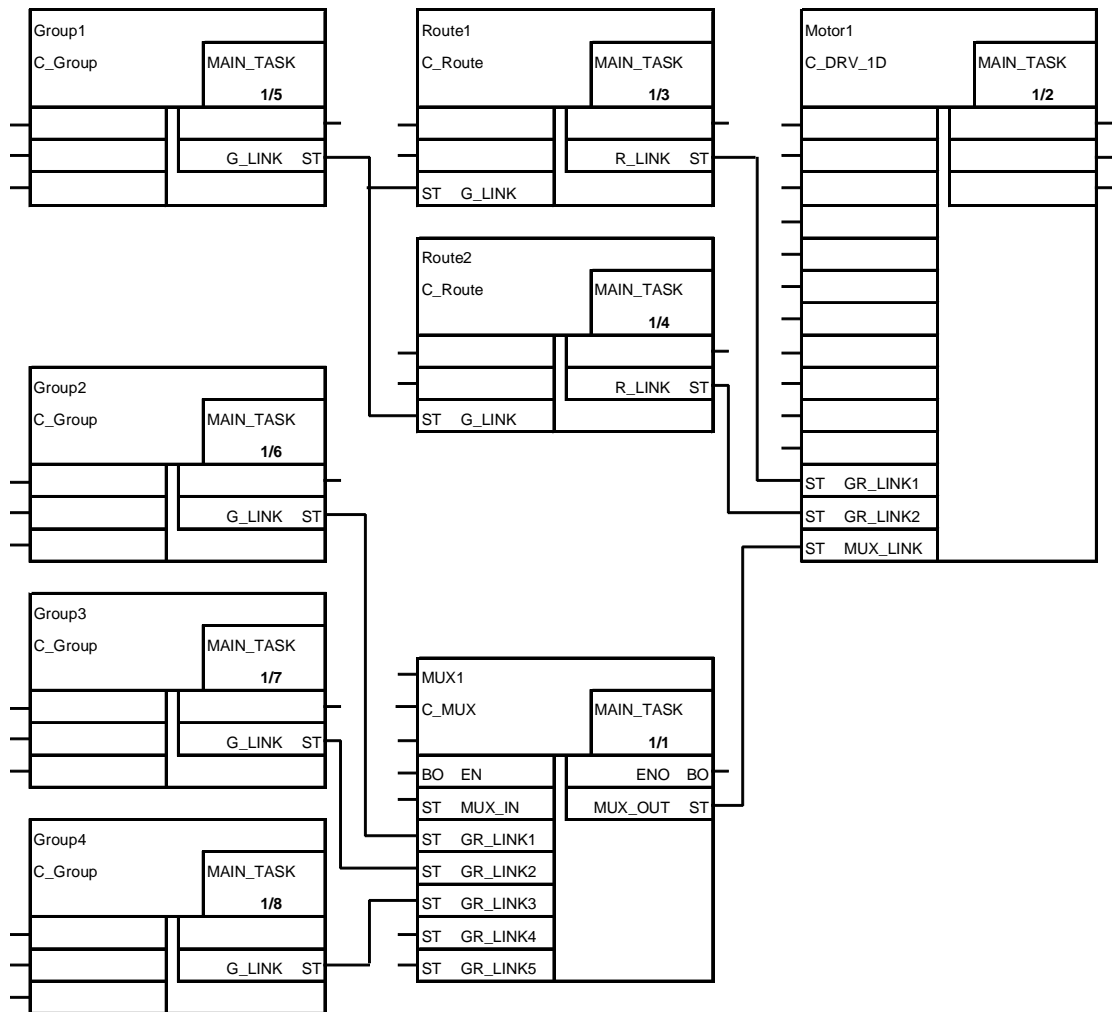 Group1
C_Group MAIN_TASK
1/5
G_LINK ST
Route1
C_Route MAIN_TASK
1/3
R_LINK ST
ST G_LINK
Motor1
C_DRV_1D MAIN_TASK
1/2
ST GR_LINK1
ST GR_LINK2
ST MUX_LINK
Route2
C_Route MAIN_TASK
1/4
R_LINK ST
ST G_LINK
Group2
C_Group MAIN_TASK
1/6
G_LINK ST
Group3
C_Group MAIN_TASK
1/7
G_LINK ST
MUX1
C_MUX MAIN_TASK
1/1
BO EN ENO BO
ST MUX_IN MUX_OUT ST
ST GR_LINK1
ST GR_LINK2
ST GR_LINK3
ST GR_LINK4
ST GR_LINK5
Group4
C_Group MAIN_TASK
1/8
G_LINK ST